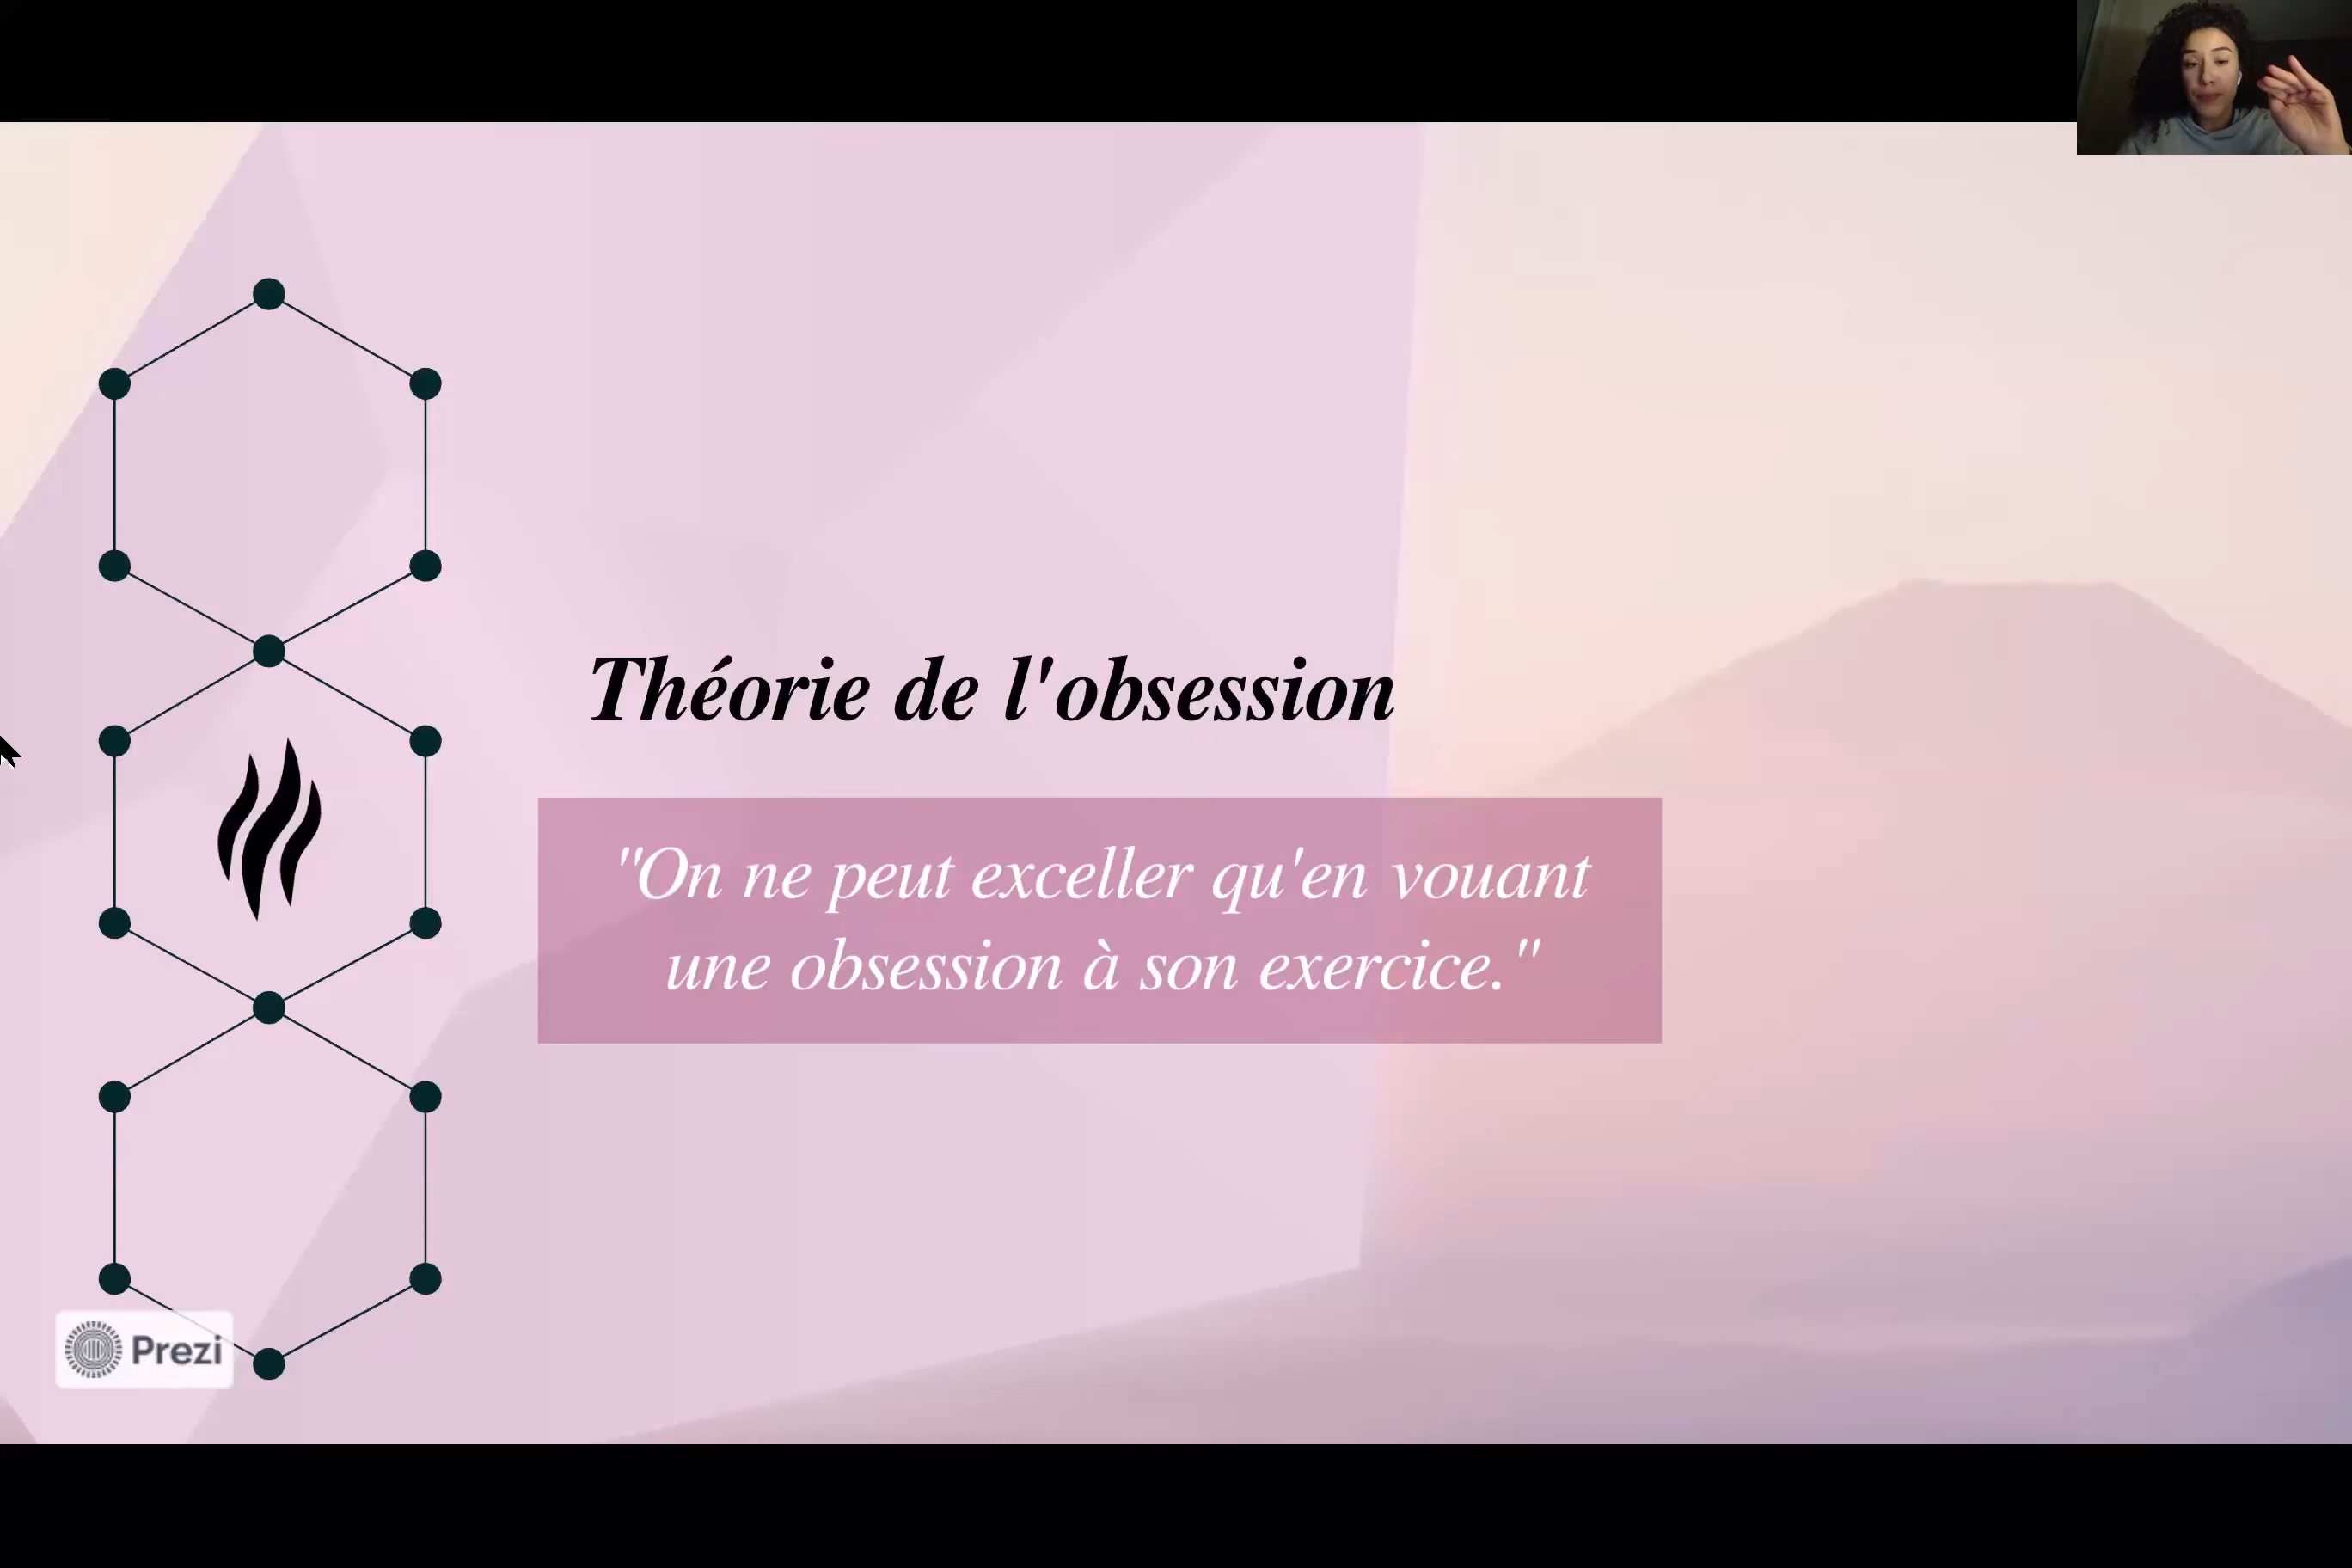 Théorie de l'obsession
"On ne peut exceller qu'en vouant
une obsession à son exercice."
Prezi